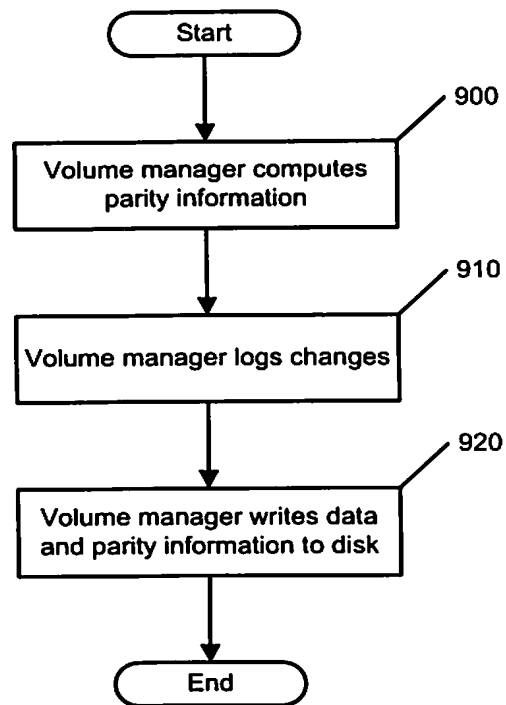 Start
900
Volume manager computes
parity information
910
Volume manager logs changes
920
Volume manager writes data
and parity information to disk
End